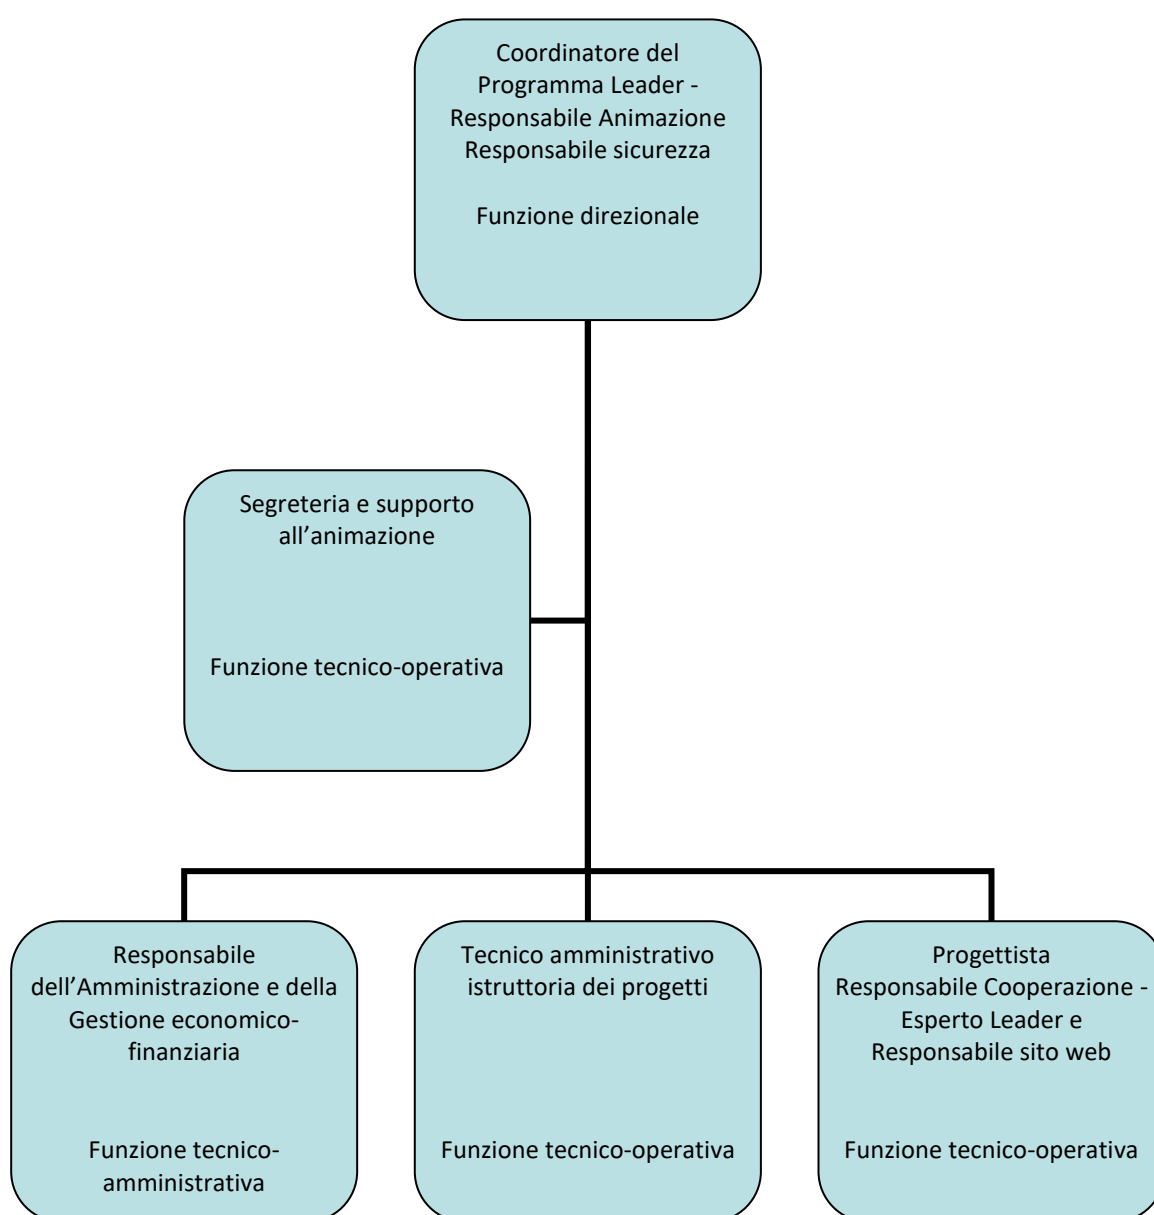 Coordinatore del
Programma Leader -
Responsabile Animazione
Responsabile sicurezza
Funzione direzionale
Segreteria e supporto
all’animazione
Funzione tecnico-operativa
Responsabile
dell’Amministrazione e della
Gestione economico-
finanziaria
Funzione tecnico-
amministrativa
Tecnico amministrativo
istruttoria dei progetti
Funzione tecnico-operativa
Progettista
Responsabile Cooperazione -
Esperto Leader e
Responsabile sito web
Funzione tecnico-operativa